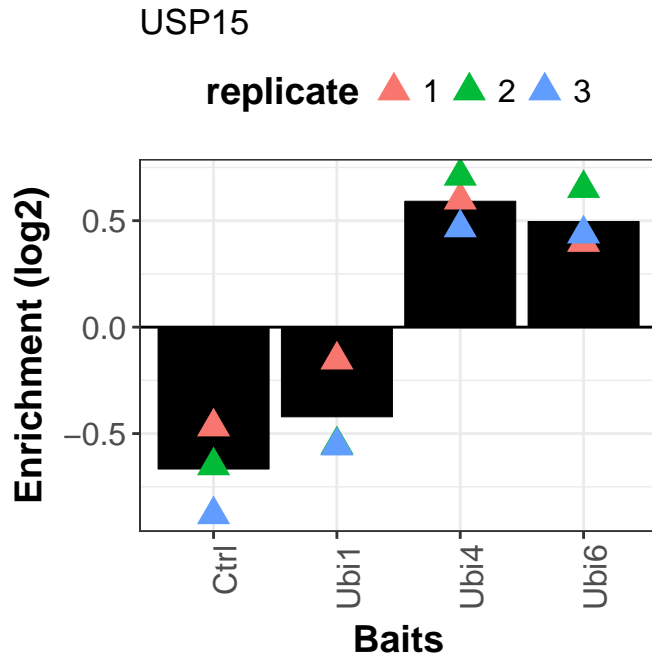 USP15
replicate 1 2 3
Enrichment (log2)
0.5
0.0
−0.5
Ctrl
Ubi1
Ubi4
Ubi6
Baits